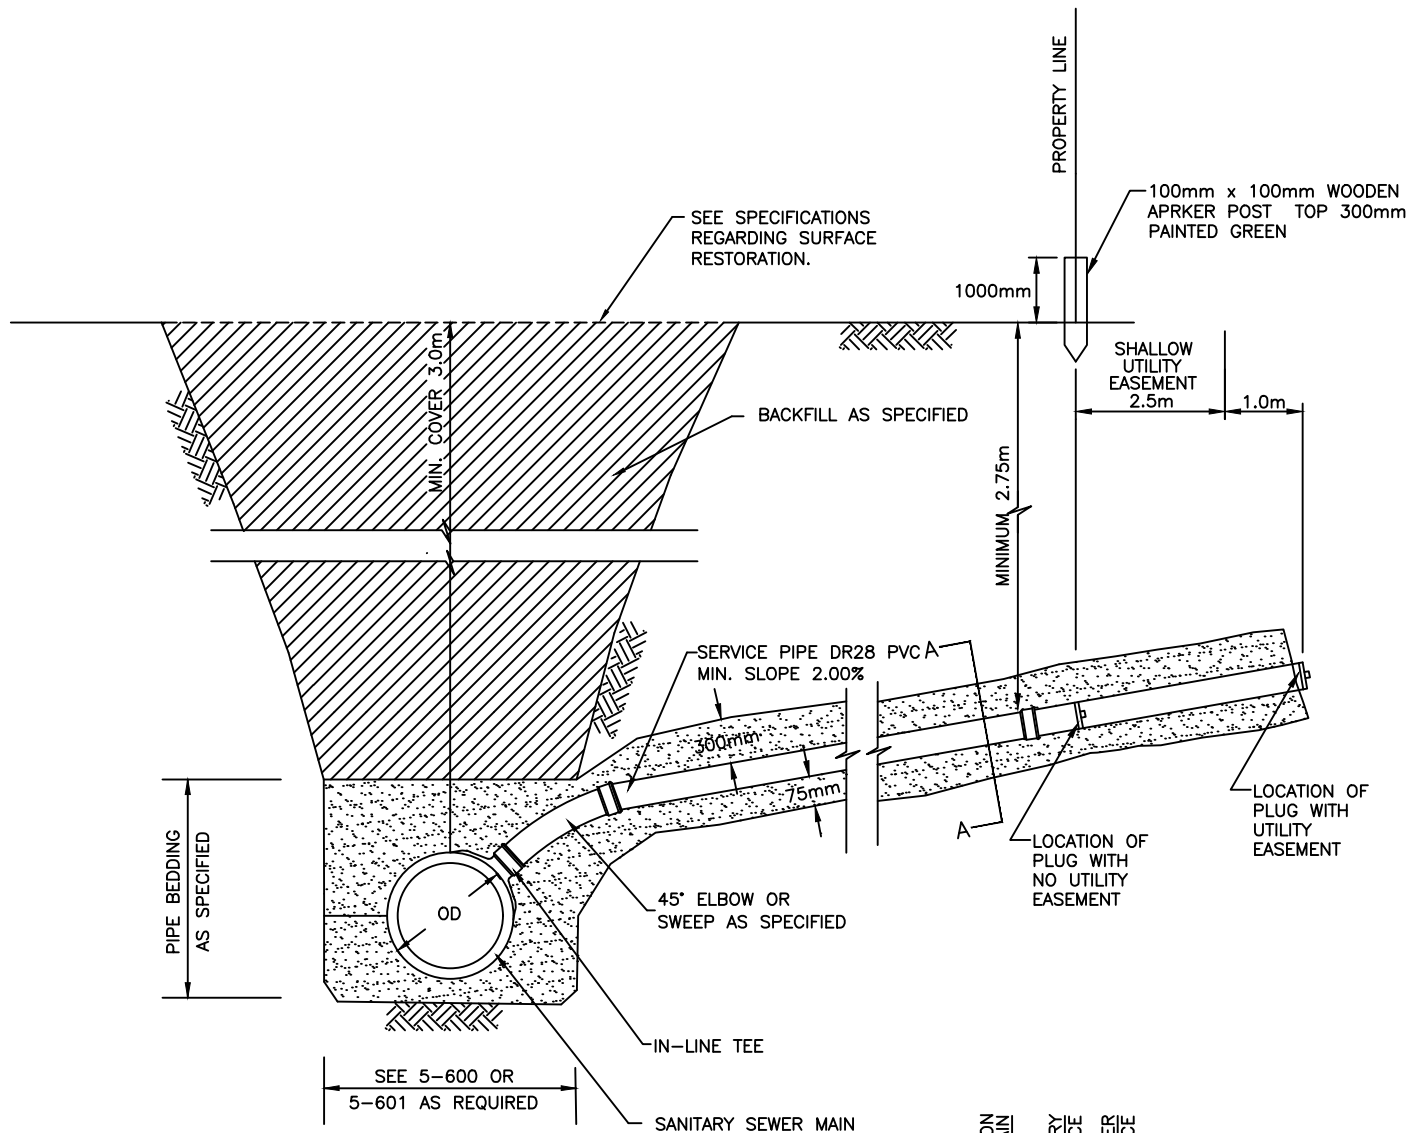 PROPERTY LINE
100mm x 100mm WOODEN
APRKER POST TOP 300mm
PAINTED GREEN
SEE SPECIFICATIONS
REGARDING SURFACE
RESTORATION.
1000mm
MIN. COVER 3.0m
SHALLOW
UTILITY
EASEMENT
2.5m
1.0m
BACKFILL AS SPECIFIED
MINIMUM 2.75m
SERVICE PIPE DR28 PVC
MIN. SLOPE 2.00%
A
300mm
75mm
A
LOCATION OF
PLUG WITH
UTILITY
EASEMENT
LOCATION OF
PLUG WITH
NO UTILITY
EASEMENT
PIPE BEDDING
AS SPECIFIED
OD
45° ELBOW OR
SWEEP AS SPECIFIED
IN-LINE TEE
SEE 5-600 OR
5-601 AS REQUIRED
SANITARY SEWER MAIN